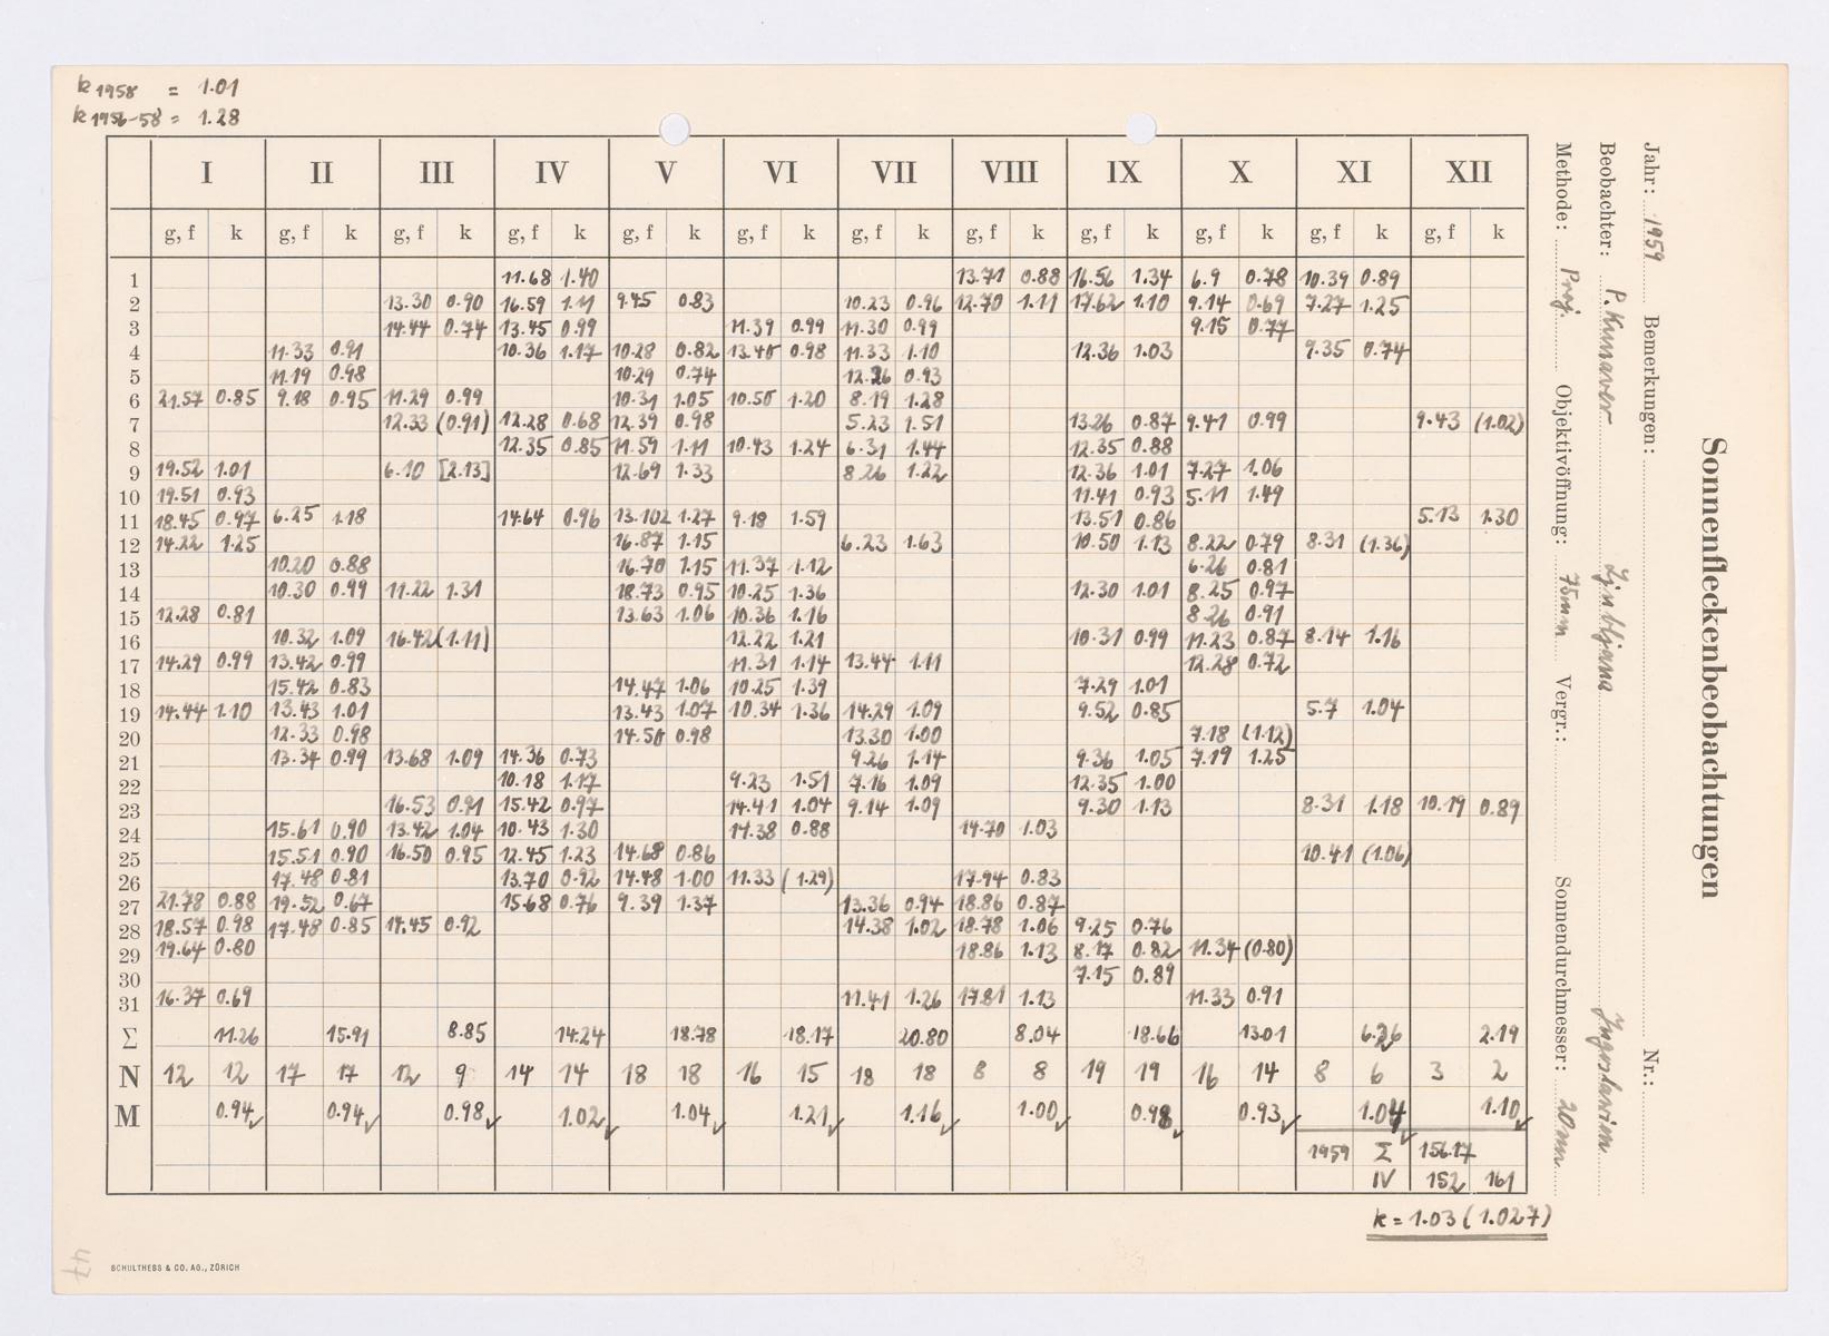 k 1958 = 1.01
k 1956-58 = 1.28
I II III IV V VI VII VIII IX X XI XII
g, f k g, f k g, f k g, f k g, f k g, f k g, f k g, f k g, f k g, f k g, f k g, f k
1 11.68 1.40 13.71 0.88 16.56 1.34 6.9 0.78 10.39 0.89
2 13.30 0.90 16.59 1.11 9.45 0.83 10.23 0.96 12.70 1.11 17.62 1.10 9.14 0.69 7.27 1.25
3 14.44 0.74 13.45 0.99 11.39 0.99 11.30 0.99 9.15 0.77
4 11.33 0.91 10.36 1.17 10.28 0.82 13.40 0.98 11.33 1.10 12.36 1.03 9.35 0.74
5 11.19 0.98 10.29 0.74 12.26 0.93
6 21.57 0.85 9.18 0.95 11.29 0.99 10.31 1.05 10.50 1.20 8.19 1.28
7 12.33 (0.91) 12.28 0.68 12.39 0.98 5.23 1.51 13.26 0.87 9.41 0.99 9.43 (1.02)
8 12.35 0.85 11.59 1.11 10.43 1.24 6.31 1.44 12.35 0.88
9 19.52 1.01 6.10 [2.13] 12.69 1.33 8.26 1.22 12.36 1.01 7.27 1.06
10 19.51 0.93 11.41 0.93 5.11 1.49
11 18.45 0.97 6.25 1.18 14.64 0.96 13.102 1.27 9.18 1.59 13.51 0.86 5.13 1.30
12 14.22 1.25 16.87 1.15 6.23 1.63 10.50 1.13 8.22 0.79 8.31 (1.36)
13 10.20 0.88 16.70 1.15 11.37 1.12 6.26 0.81
14 10.30 0.99 11.22 1.31 18.73 0.95 10.25 1.36 12.30 1.01 8.25 0.97
15 12.28 0.81 13.63 1.06 10.36 1.16 8.26 0.91
16 10.32 1.09 16.42 (1.11) 12.22 1.21 10.31 0.99 11.23 0.87 8.14 1.16
17 14.29 0.99 13.42 0.99 11.31 1.14 13.44 1.11 12.28 0.72
18 15.42 0.83 14.47 1.06 10.25 1.39 7.29 1.01
19 14.44 1.10 13.43 1.01 13.43 1.07 10.34 1.36 14.29 1.09 9.52 0.85 5.7 1.04
20 12.33 0.98 14.50 0.98 13.30 1.00 7.18 (1.12)
21 13.34 0.99 13.68 1.09 14.36 0.73 9.26 1.14 9.36 1.05 7.19 1.25
22 10.18 1.17 9.23 1.51 7.16 1.09 12.35 1.00
23 16.53 0.91 15.42 0.97 14.41 1.04 9.14 1.09 9.30 1.13 8.31 1.18 10.19 0.89
24 15.61 0.90 13.42 1.04 10.43 1.30 14.38 0.88 14.70 1.03
25 15.51 0.90 16.50 0.95 12.45 1.23 14.68 0.86 10.41 (1.06)
26 17.48 0.81 13.70 0.92 14.48 1.00 11.33 (1.29) 17.94 0.83
27 21.78 0.88 19.52 0.67 15.68 0.76 9.39 1.37 13.36 0.94 18.86 0.87
28 18.57 0.98 17.48 0.85 14.45 0.92 14.38 1.02 18.78 1.06 9.25 0.76
29 19.64 0.80 18.86 1.13 8.17 0.82 11.34 (0.80)
30 7.15 0.89
31 16.37 0.69 11.41 1.26 17.81 1.13 11.33 0.91
Σ 11.26 15.91 8.85 14.24 18.78 18.17 20.80 8.04 18.66 13.01 6.26 2.19
N 12 12 17 17 12 9 14 14 18 18 16 15 18 18 8 8 19 19 16 14 8 6 3 2
M 0.94 0.94 0.98 1.02 1.04 1.21 1.16 1.00 0.98 0.93 1.04 1.10
1959 Σ 156.17
N 152 161
k = 1.03 (1.027)
47
SCHULTHESS & CO. AG., ZÜRICH
Sonnenfleckenbeobachtungen
Jahr: 1959 Bemerkungen: Nr.:
Beobachter: P. Kunaver Ljubljana Jugoslavien
Methode: Proj. Objektivöffnung: 75mm Vergr.: Sonnendurchmesser: 20 cm